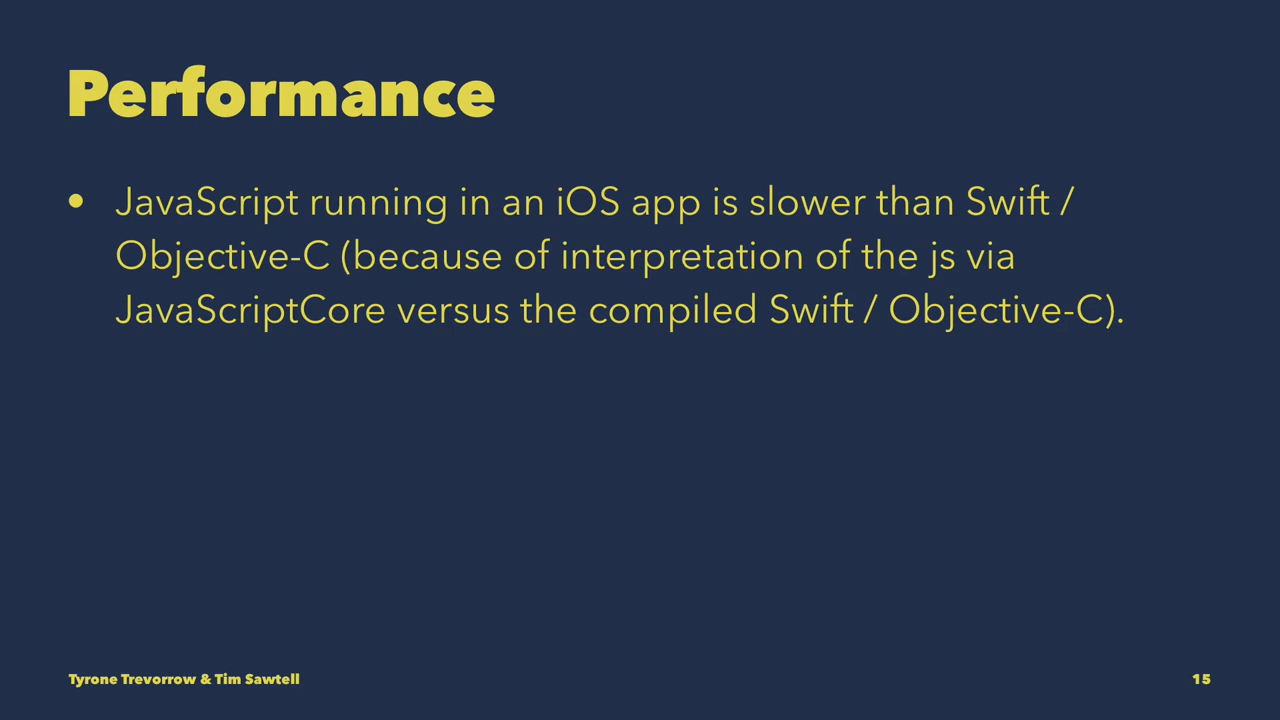 Performance
• JavaScript running in an iOS app is slower than Swift /
Objective-C (because of interpretation of the js via
JavaScriptCore versus the compiled Swift / Objective-C).
Tyrone Trevorrow & Tim Sawtell
15